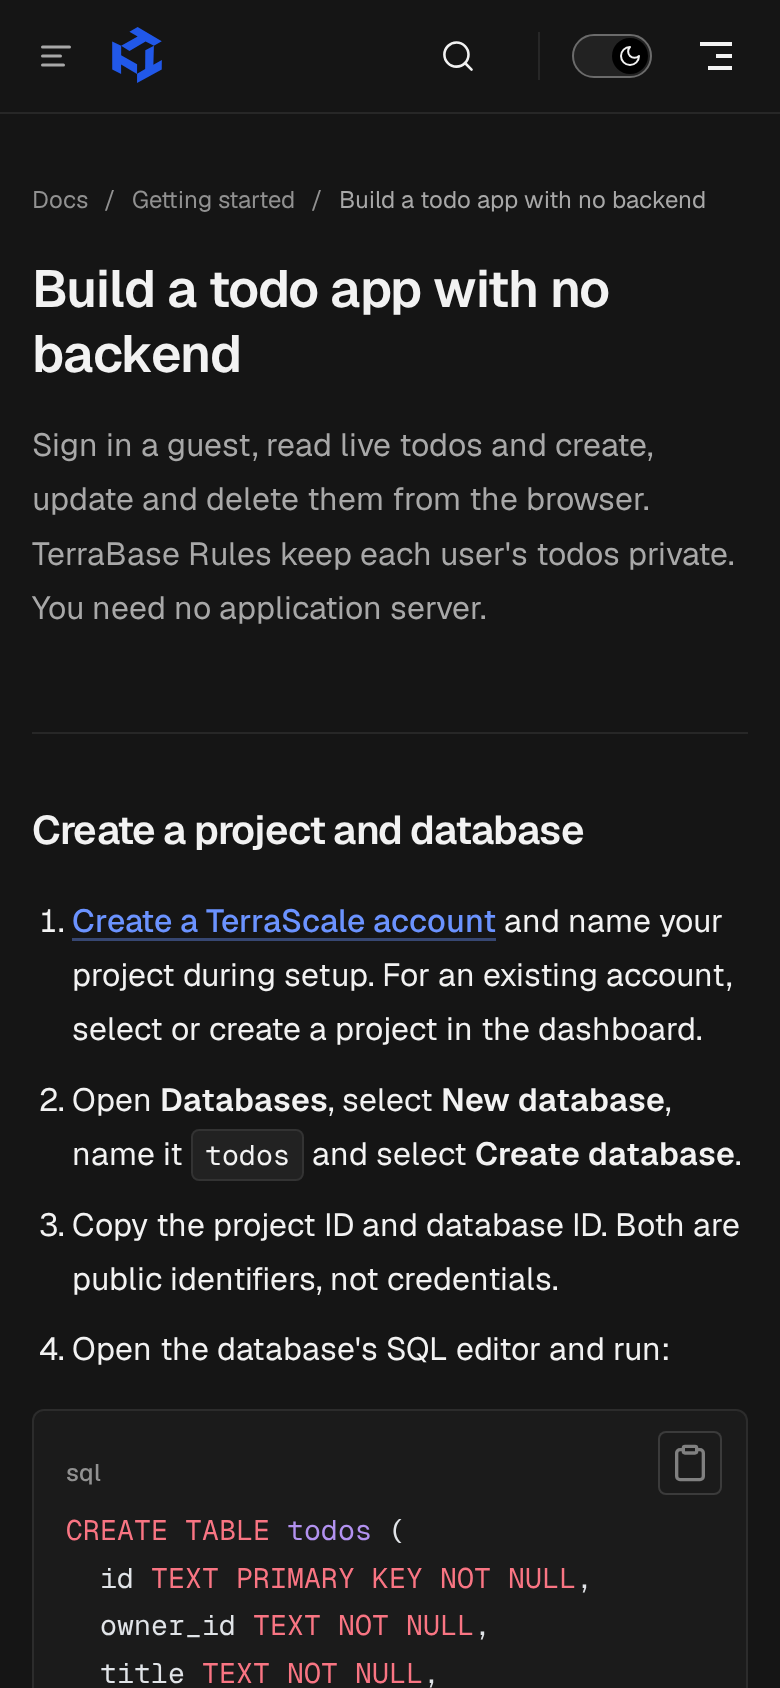 Docs / Getting started / Build a todo app with no backend
Build a todo app with no
backend
Sign in a guest, read live todos and create,
update and delete them from the browser.
TerraBase Rules keep each user's todos private.
You need no application server.
Create a project and database
1. Create a TerraScale account and name your
project during setup. For an existing account,
select or create a project in the dashboard.
2. Open Databases, select New database,
name it todos and select Create database.
3. Copy the project ID and database ID. Both are
public identifiers, not credentials.
4. Open the database's SQL editor and run:
sql
CREATE TABLE todos (
  id TEXT PRIMARY KEY NOT NULL,
  owner_id TEXT NOT NULL,
  title TEXT NOT NULL,